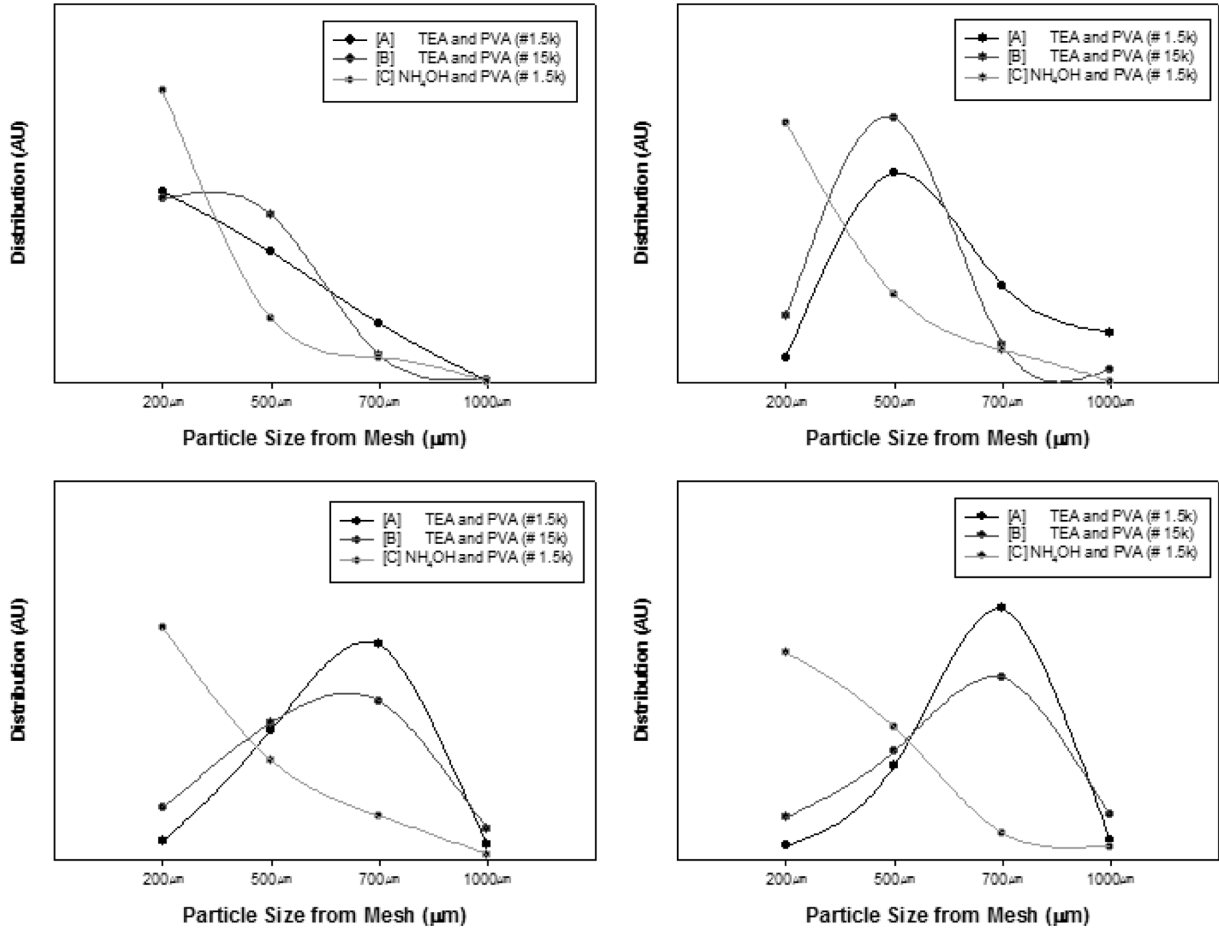 [A] TEA and PVA (#1.5k)
[B] TEA and PVA (# 15k)
[C] NH4OH and PVA (# 1.5k)
Distribution (AU)
200μm 500μm 700μm 1000μm
Particle Size from Mesh (μm)
[A] TEA and PVA (# 1.5k)
[B] TEA and PVA (# 15k)
[C] NH4OH and PVA (# 1.5k)
Distribution (AU)
200μm 500μm 700μm 1000μm
Particle Size from Mesh (μm)
[A] TEA and PVA (#1.5k)
[B] TEA and PVA (# 15k)
[C] NH4OH and PVA (# 1.5k)
Distribution (AU)
200μm 500μm 700μm 1000μm
Particle Size from Mesh (μm)
[A] TEA and PVA (# 1.5k)
[B] TEA and PVA (# 15k)
[C] NH4OH and PVA (# 1.5k)
Distribution (AU)
200μm 500μm 700μm 1000μm
Particle Size from Mesh (μm)